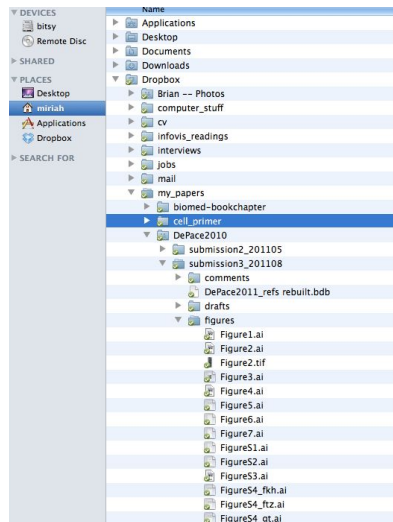 Name
▼ DEVICES
bitsy
Remote Disc
▶ SHARED
▼ PLACES
Desktop
miriah
Applications
Dropbox
▶ SEARCH FOR
Applications
Desktop
Documents
Downloads
Dropbox
Brian -- Photos
computer_stuff
cv
infovis_readings
interviews
jobs
mail
my_papers
biomed-bookchapter
cell_primer
DePace2010
submission2_201105
submission3_201108
comments
DePace2011_refs rebuilt.bdb
drafts
figures
Figure1.ai
Figure2.ai
Figure2.tif
Figure3.ai
Figure4.ai
Figure5.ai
Figure6.ai
Figure7.ai
FigureS1.ai
FigureS2.ai
FigureS3.ai
FigureS4_fkh.ai
FigureS4_ftz.ai
FigureS4_gt.ai